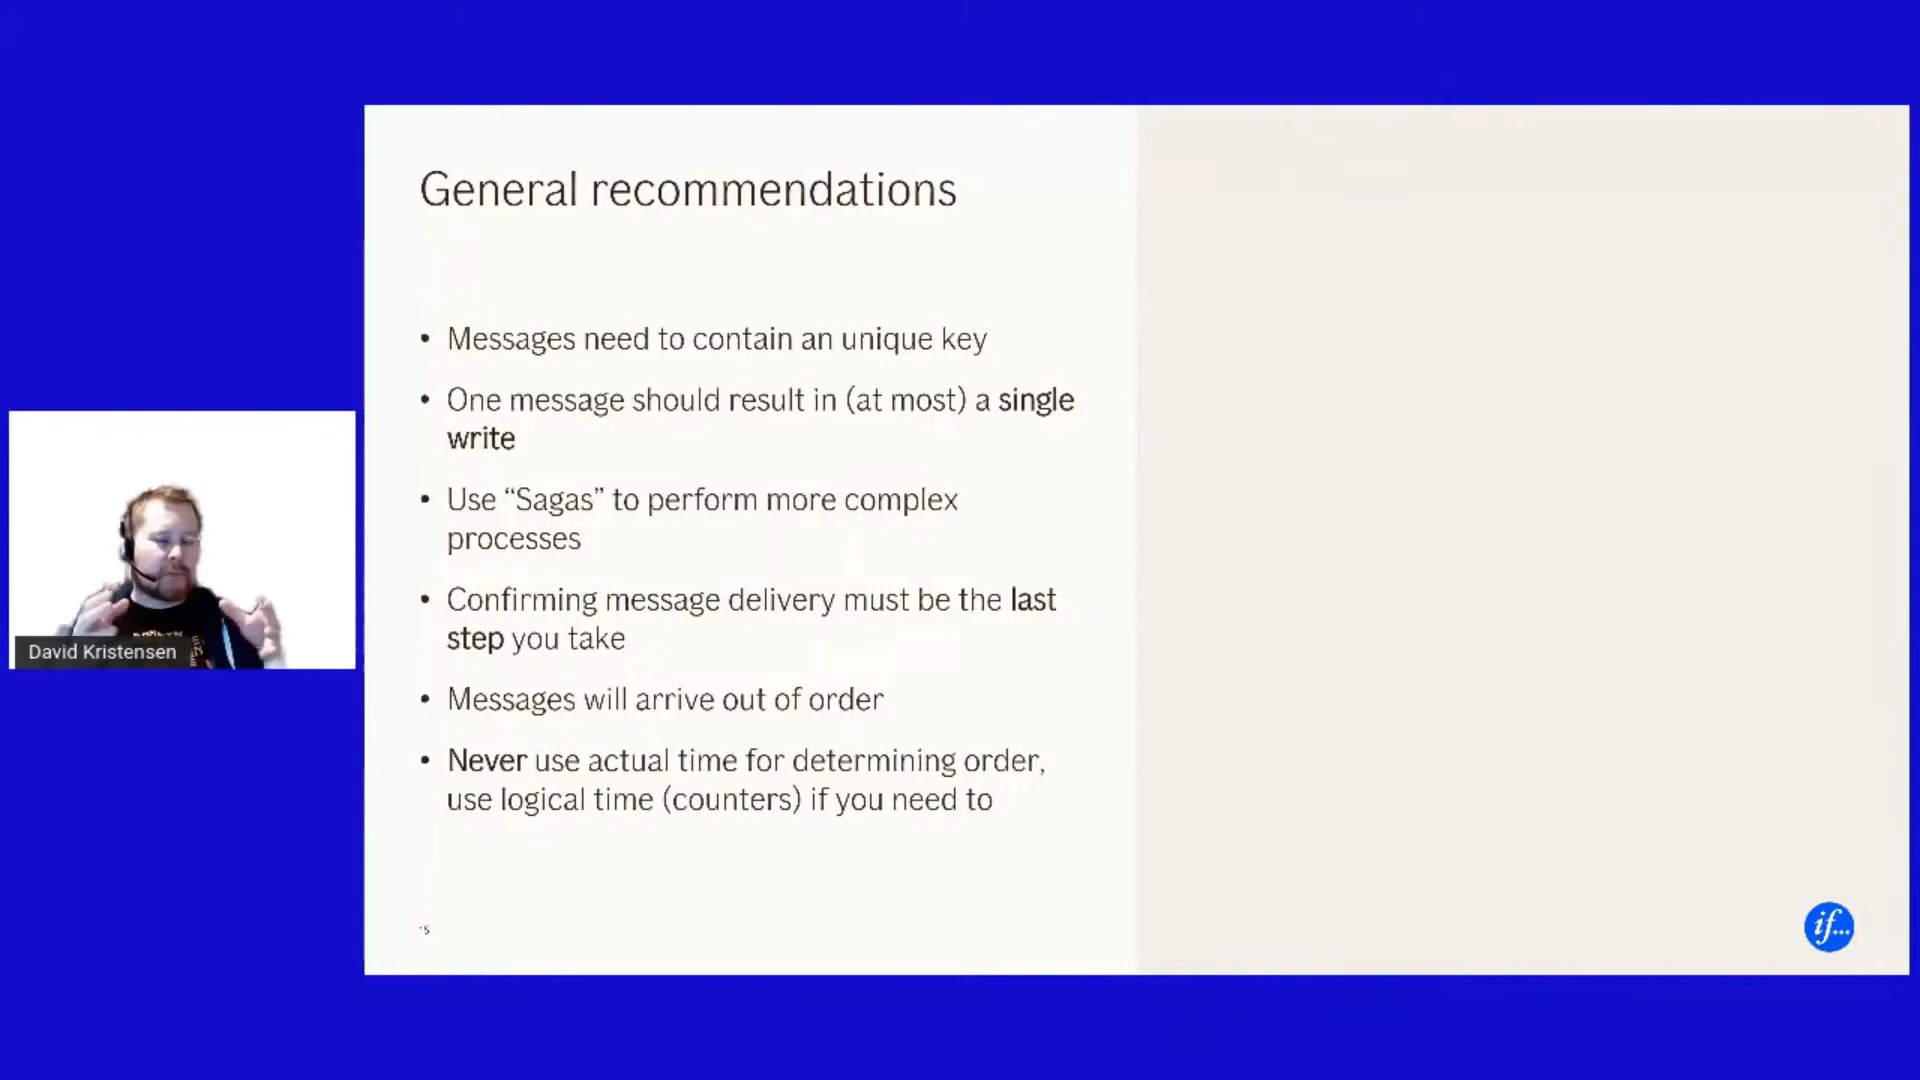 General recommendations
• Messages need to contain an unique key
• One message should result in (at most) a single
write
• Use “Sagas” to perform more complex
processes
• Confirming message delivery must be the last
step you take
• Messages will arrive out of order
• Never use actual time for determining order,
use logical time (counters) if you need to
David Kristensen
15
if...